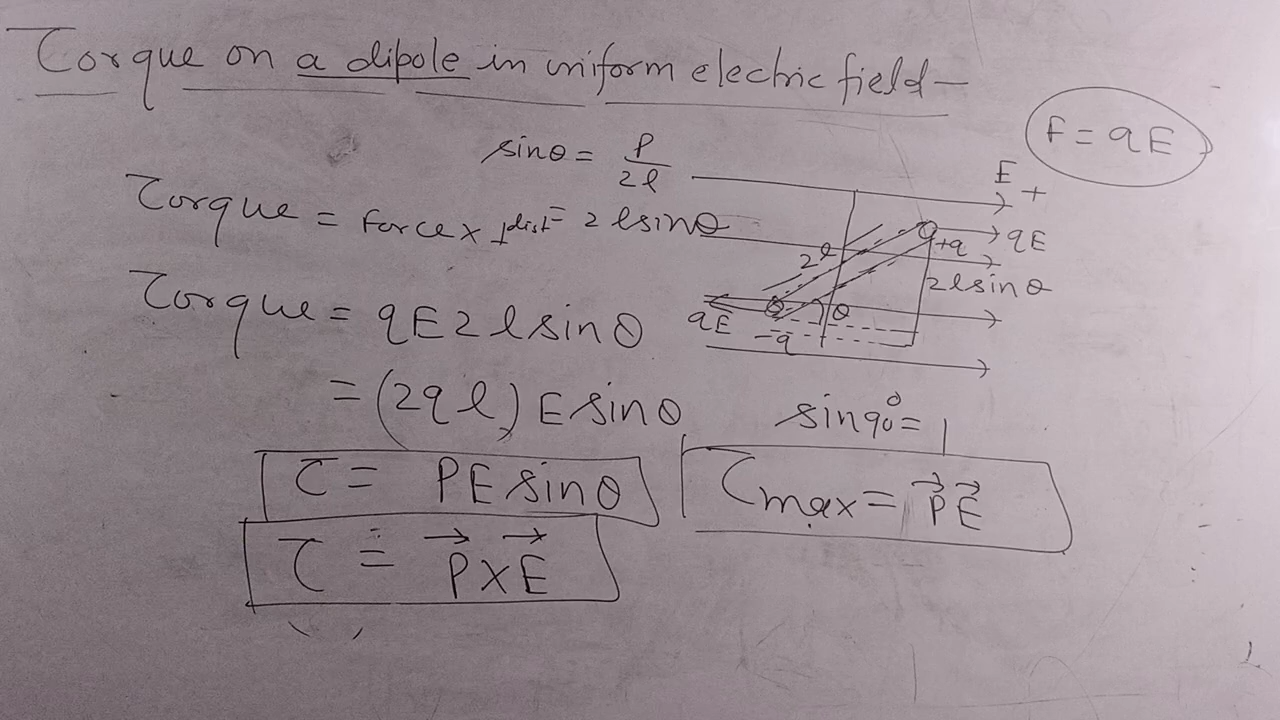 Torque on a dipole in uniform electric field—
F = qE
sinθ = P/2l
E
+
Torque = Force x ⊥dist = 2lsinθ
qE
+q
2l
2lsinθ
θ
qE
-q
Torque = qE2lsinθ
= (2ql) E sinθ
sin90° = 1
τ = PE sinθ
τmax = P⃗E⃗
τ = P⃗ x E⃗